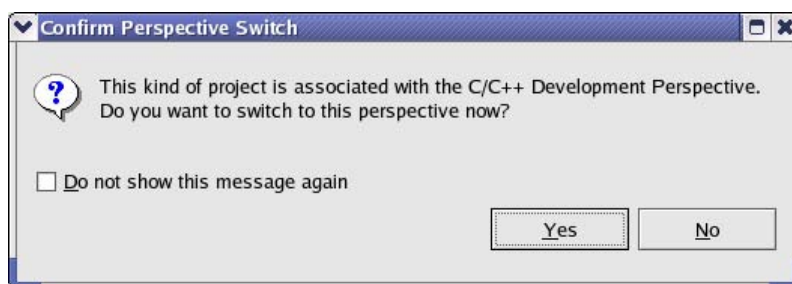 Confirm Perspective Switch
This kind of project is associated with the C/C++ Development Perspective.
Do you want to switch to this perspective now?
Do not show this message again
Yes
No